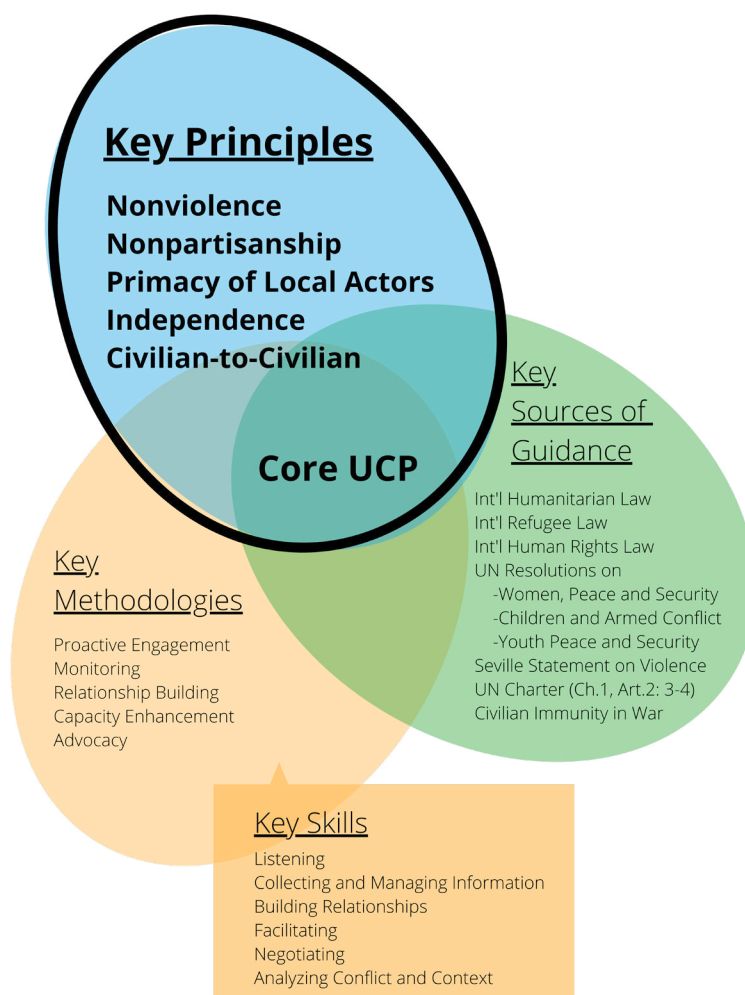 Key Principles
Nonviolence
Nonpartisanship
Primacy of Local Actors
Independence
Civilian-to-Civilian
Core UCP
Key
Sources of
Guidance
Int'l Humanitarian Law
Int'l Refugee Law
Int'l Human Rights Law
UN Resolutions on
-Women, Peace and Security
-Children and Armed Conflict
-Youth Peace and Security
Seville Statement on Violence
UN Charter (Ch.1, Art.2: 3-4)
Civilian Immunity in War
Key
Methodologies
Proactive Engagement
Monitoring
Relationship Building
Capacity Enhancement
Advocacy
Key Skills
Listening
Collecting and Managing Information
Building Relationships
Facilitating
Negotiating
Analyzing Conflict and Context